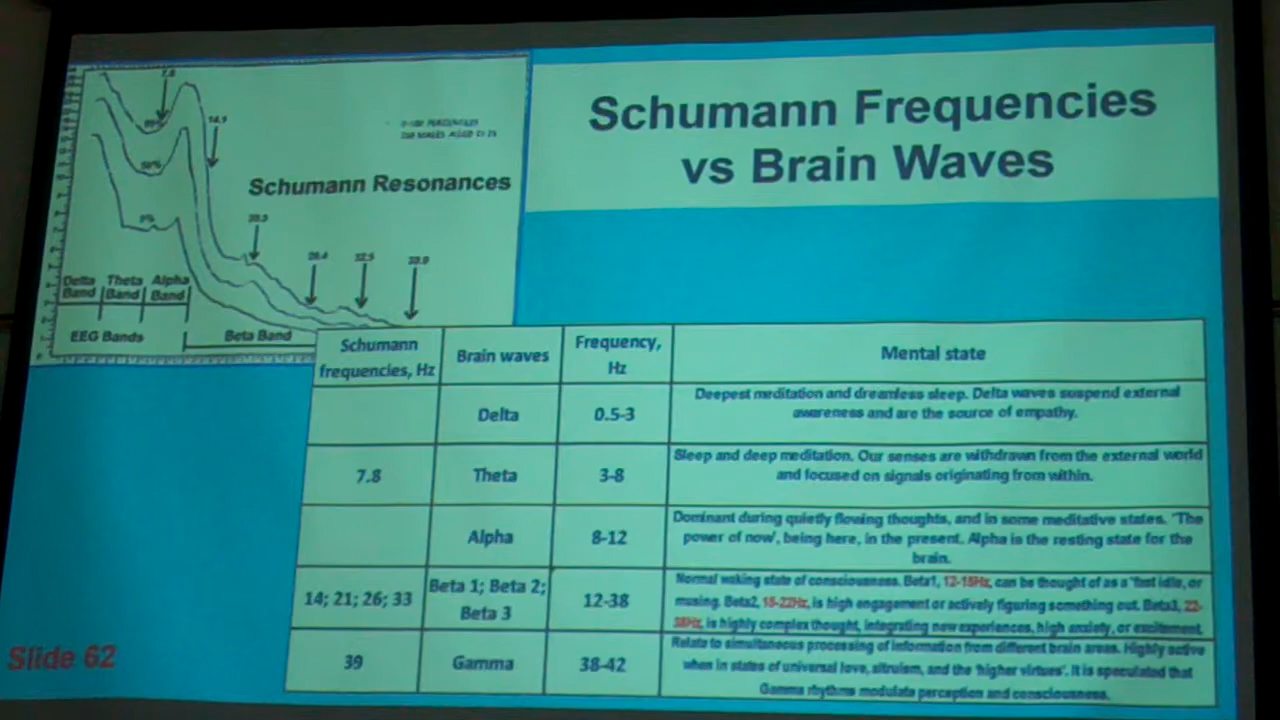 Schumann Frequencies
vs Brain Waves
7.8
14.1
Schumann Resonances
50%
Delta Theta Alpha
Band Band Band
EEG Bands Beta Band
Schumann
frequencies, Hz
Brain waves
Frequency,
Hz
Mental state
Delta
0.5-3
Deepest meditation and dreamless sleep. Delta waves suspend external
awareness and are the source of empathy.
7.8
Theta
3-8
Sleep and deep meditation. Our senses are withdrawn from the external world
and focused on signals originating from within.
Alpha
8-12
Dominant during quietly flowing thoughts, and in some meditative states. 'The
power of now', being here, in the present. Alpha is the resting state for the
brain.
14; 21; 26; 33
Beta 1; Beta 2;
Beta 3
12-38
Normal waking state of consciousness. Beta1, 12-15Hz, can be thought of as a 'fast idle, or
musing. Beta2, 15-22Hz, is high engagement or actively figuring something out. Beta3, 22-
38Hz, is highly complex thought, integrating new experiences, high anxiety, or excitement.
39
Gamma
38-42
Relate to simultaneous processing of information from different brain areas. Highly active
when in states of universal love, altruism, and the 'higher virtues'. It is speculated that
Gamma rhythms modulate perception and consciousness.
Slide 62